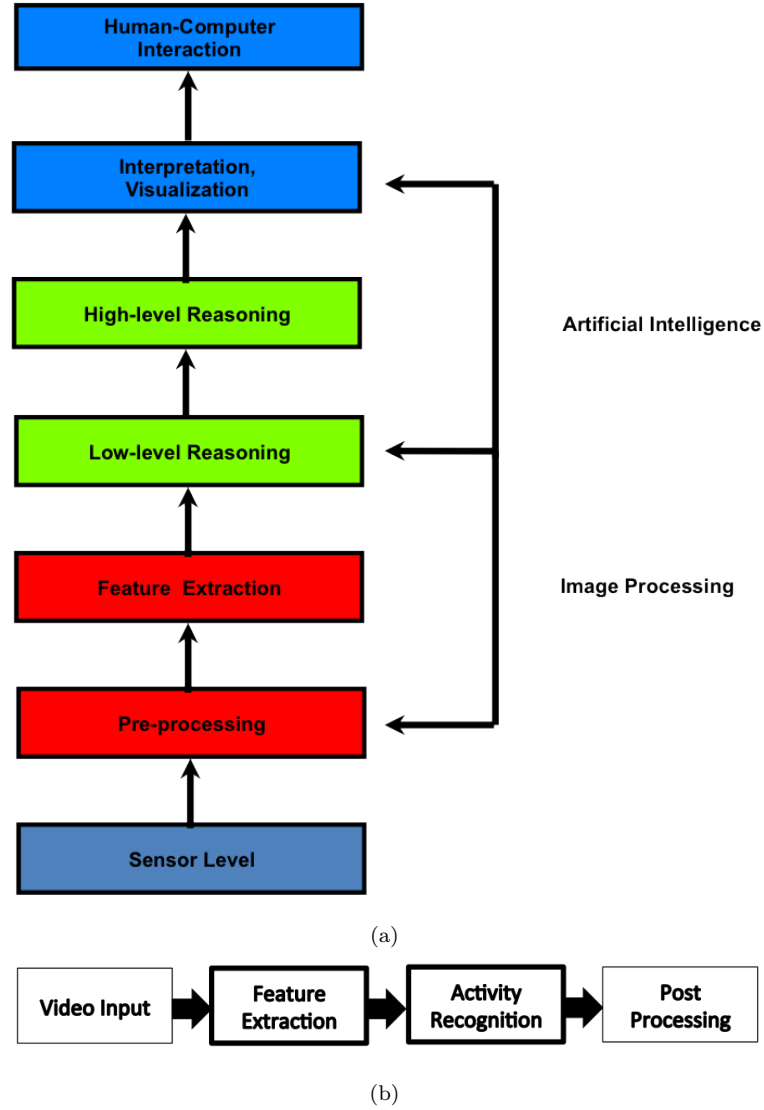 Human-Computer
Interaction
Interpretation,
Visualization
High-level Reasoning
Artificial Intelligence
Low-level Reasoning
Feature Extraction
Image Processing
Pre-processing
Sensor Level
(a)
Video Input
Feature
Extraction
Activity
Recognition
Post
Processing
(b)